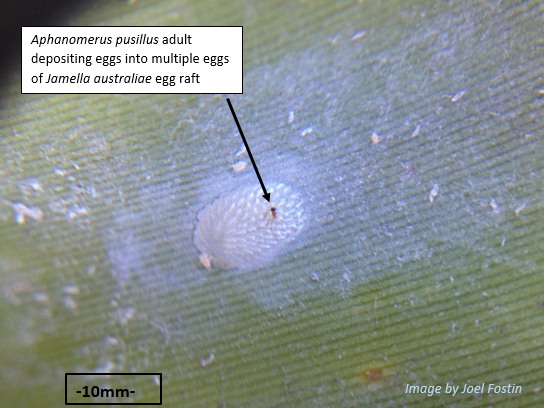 Aphanomerus pusillus adult
depositing eggs into multiple eggs
of Jamella australiae egg raft
-10mm-
Image by Joel Fostin